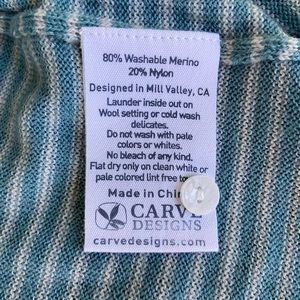 80% Washable Merino
20% Nylon
Designed in Mill Valley, CA
Launder inside out on
Wool setting or cold wash
delicates.
Do not wash with pale
colors or whites.
No bleach of any kind.
Flat dry only on clean white or
pale colored lint free
Made in
CARVE
DESIGNS
carvedesigns.com